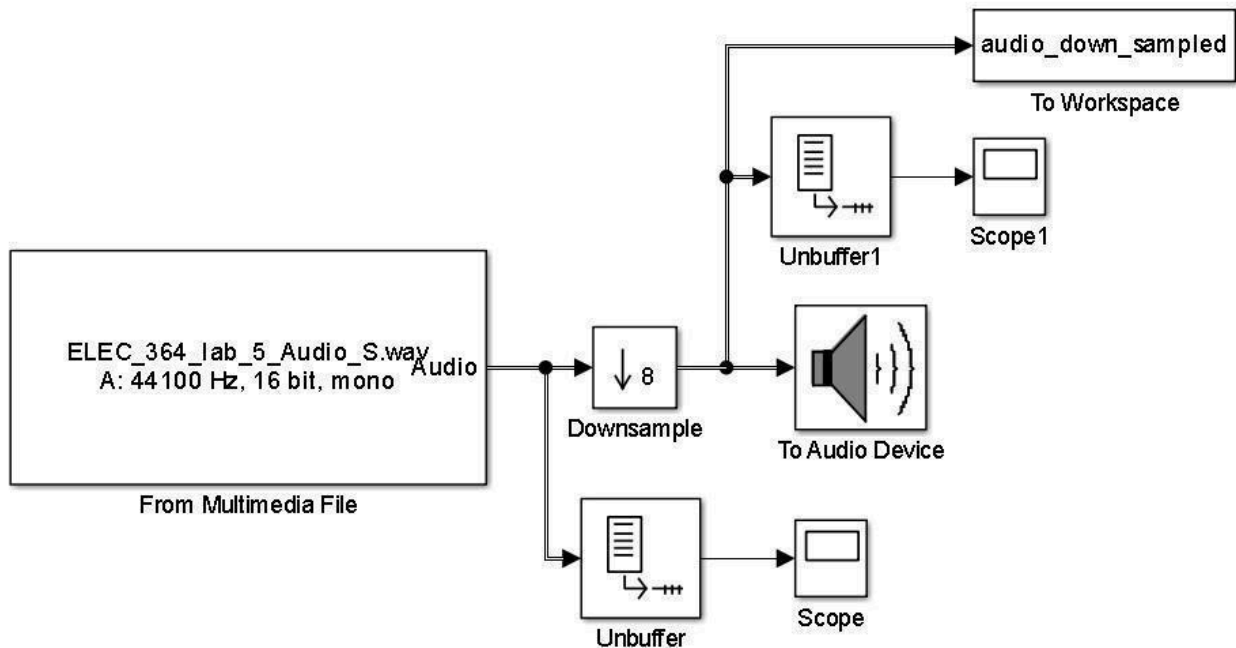 audio_down_sampled
To Workspace
Unbuffer1
Scope1
ELEC_364_lab_5_Audio_S.wav
A: 44100 Hz, 16 bit, mono
Audio
From Multimedia File
8
Downsample
To Audio Device
Unbuffer
Scope